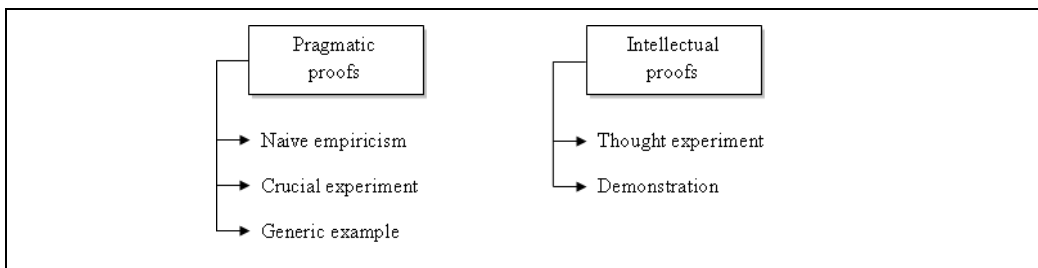 Pragmatic
proofs
Naive empiricism
Crucial experiment
Generic example
Intellectual
proofs
Thought experiment
Demonstration